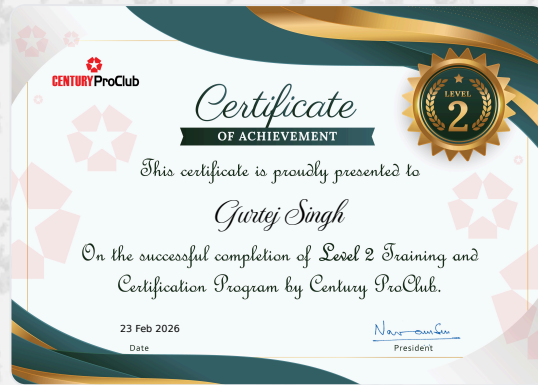 CENTURY ProClub
LEVEL
2
Certificate
OF ACHIEVEMENT
This certificate is proudly presented to
Gurtej Singh
On the successful completion of Level 2 Training and
Certification Program by Century ProClub.
23 Feb 2026
Date
President